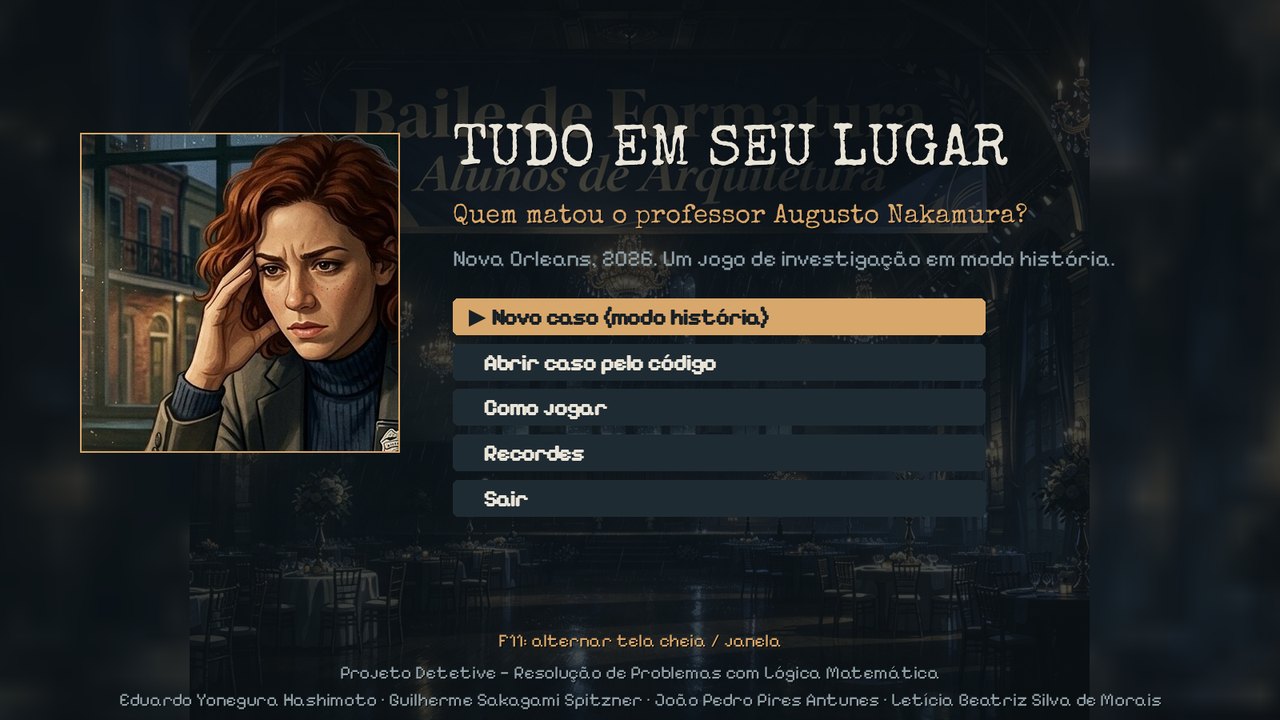 Baile de Formatura
Alunos de Arquitetura
TUDO EM SEU LUGAR
Quem matou o professor Augusto Nakamura?
Nova Orleans, 2026. Um jogo de investigação em modo história.
▶ Novo caso (modo história)
Abrir caso pelo código
Como jogar
Recordes
Sair
F11: alternar tela cheia / janela
Projeto Detetive - Resolução de Problemas com Lógica Matemática
Eduardo Yonegura Hashimoto · Guilherme Sakagami Spitzner · João Pedro Pires Antunes · Letícia Beatriz Silva de Morais